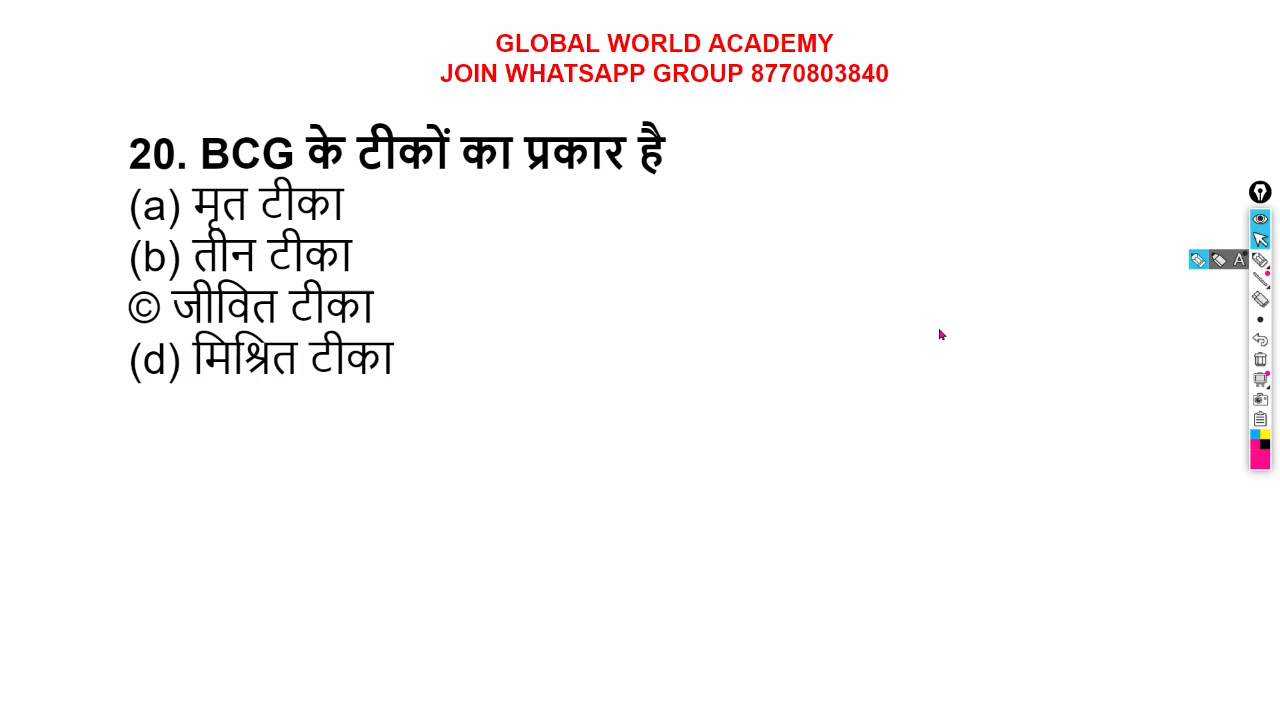 GLOBAL WORLD ACADEMY
JOIN WHATSAPP GROUP 8770803840
20. BCG के टीकों का प्रकार है
(a) मृत टीका
(b) तीन टीका
© जीवित टीका
(d) मिश्रित टीका
A